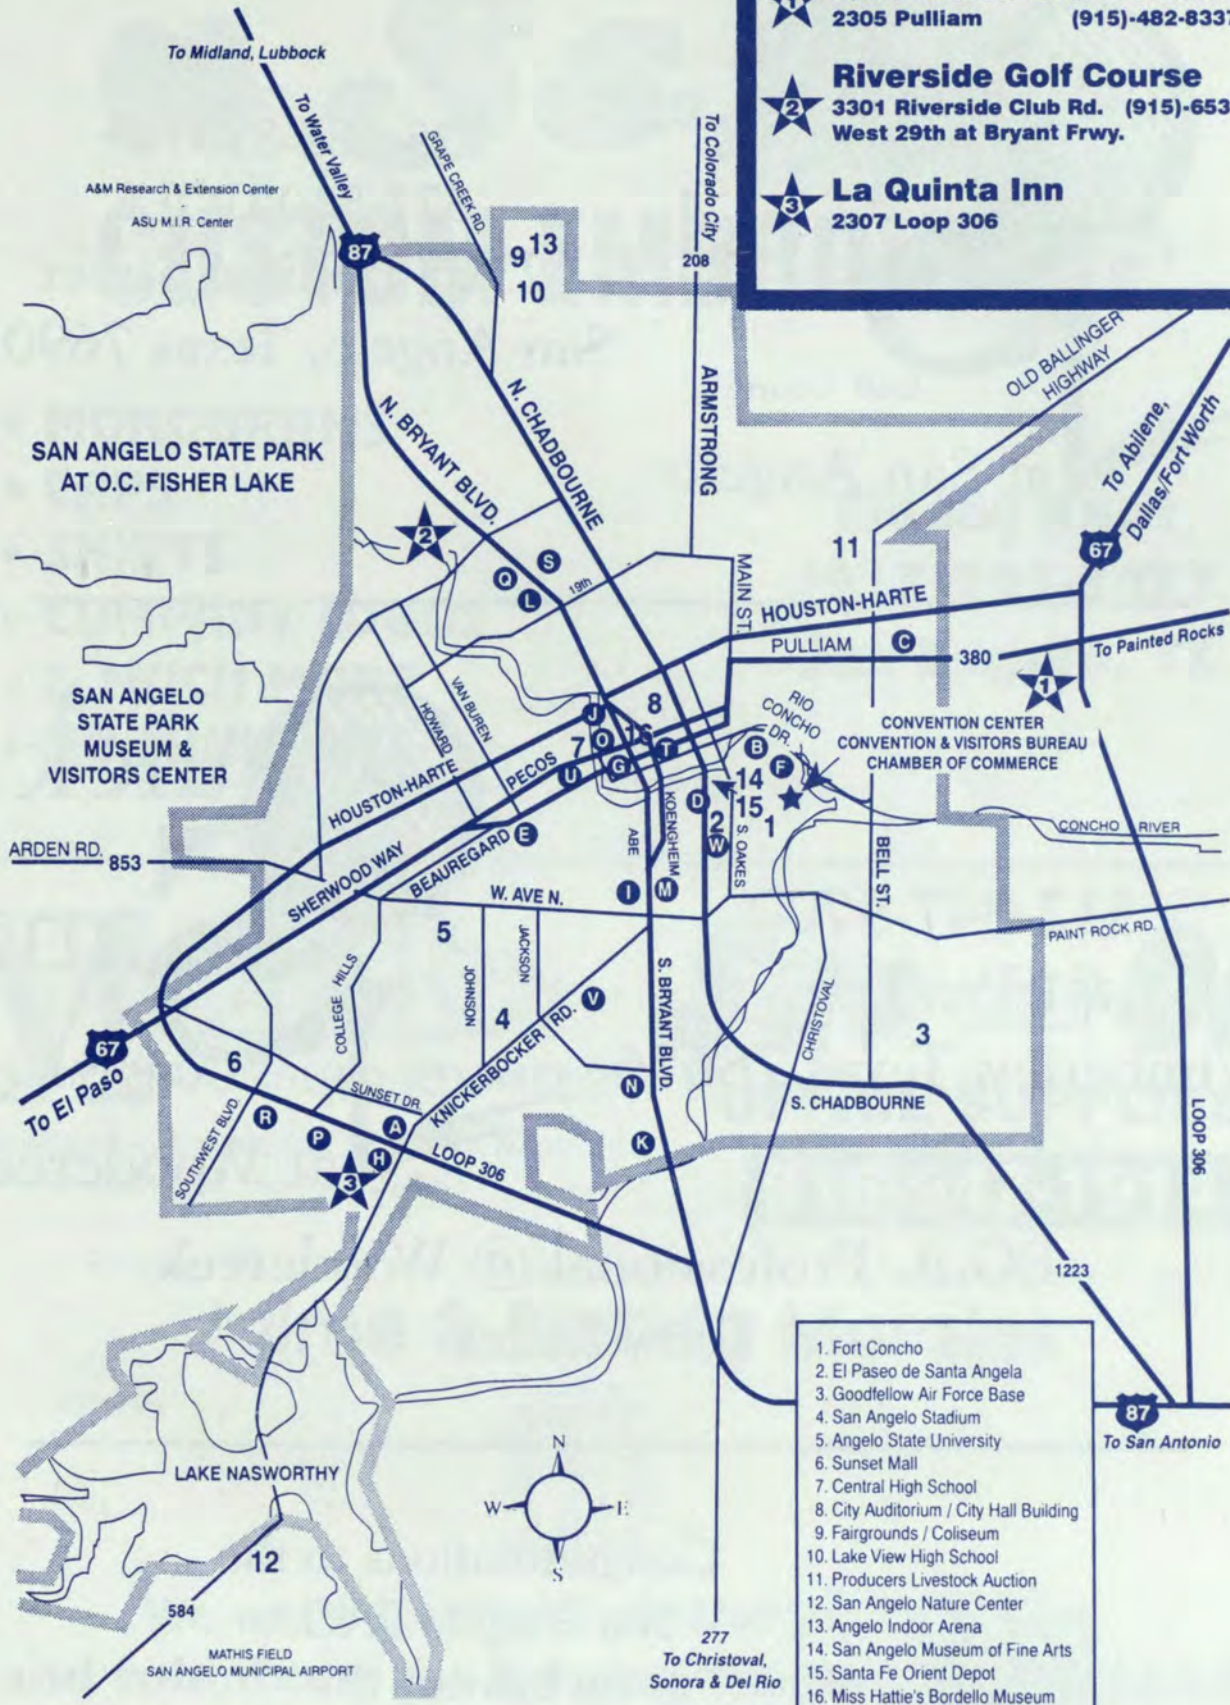 2305 Pulliam (915)-482-8337
2 Riverside Golf Course
3301 Riverside Club Rd. (915)-653
West 29th at Bryant Frwy.
3 La Quinta Inn
2307 Loop 306
To Midland, Lubbock
To Water Valley
GRAPE CREEK RD.
To Colorado City
A&M Research & Extension Center
ASU M.I.R. Center
87
9 13
10
208
OLD BALLINGER
HIGHWAY
ARMSTRONG
N. CHADBOURNE
N. BRYANT BLVD.
To Abilene,
Dallas/Fort Worth
SAN ANGELO STATE PARK
AT O.C. FISHER LAKE
2
67
11
S
Q
L
19th
MAIN ST.
HOUSTON-HARTE
PULLIAM
C
380
To Painted Rocks
1
SAN ANGELO
STATE PARK
MUSEUM &
VISITORS CENTER
HOWARD
VAN BUREN
8
J
RIO
CONCHO
DR.
CONVENTION CENTER
CONVENTION & VISITORS BUREAU
CHAMBER OF COMMERCE
7
O
16
T
B
F
U
G
PECOS
HOUSTON-HARTE
14
15
1
D
2
W
S. OAKES
KOENGHEIM
ABE
E
BEAUREGARD
SHERWOOD WAY
ARDEN RD.
853
BELL ST.
CONCHO RIVER
W. AVE N.
I
M
5
JACKSON
JOHNSON
COLLEGE HILLS
4
KNICKERBOCKER RD.
V
S. BRYANT BLVD.
PAINT ROCK RD.
CHRISTOVAL
3
67
To El Paso
6
SUNSET DR.
SOUTHWEST BLVD.
R
P
A
H
3
LOOP 306
N
K
S. CHADBOURNE
LOOP 306
1223
LAKE NASWORTHY
12
584
MATHIS FIELD
SAN ANGELO MUNICIPAL AIRPORT
N
W E
S
277
To Christoval,
Sonora & Del Rio
87
To San Antonio
1. Fort Concho
2. El Paseo de Santa Angela
3. Goodfellow Air Force Base
4. San Angelo Stadium
5. Angelo State University
6. Sunset Mall
7. Central High School
8. City Auditorium / City Hall Building
9. Fairgrounds / Coliseum
10. Lake View High School
11. Producers Livestock Auction
12. San Angelo Nature Center
13. Angelo Indoor Arena
14. San Angelo Museum of Fine Arts
15. Santa Fe Orient Depot
16. Miss Hattie's Bordello Museum